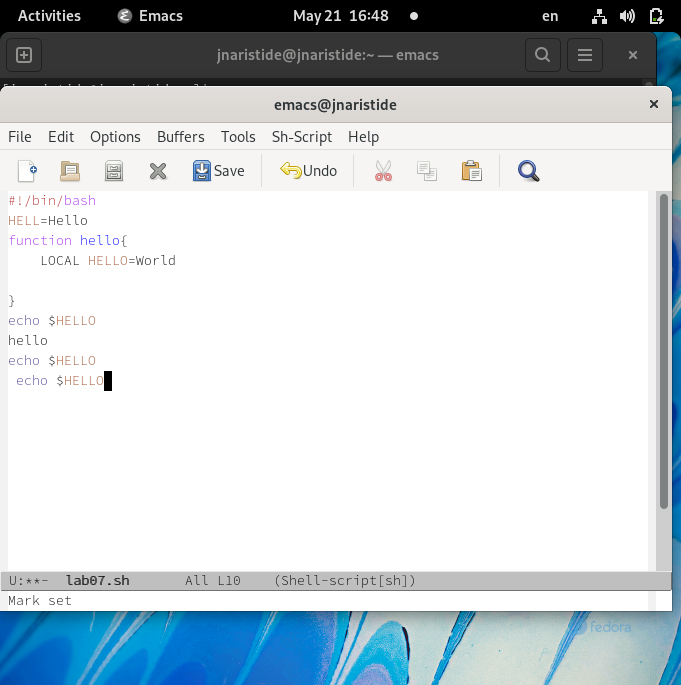 Activities Emacs May 21 16:48 en
jnaristide@jnaristide:~ — emacs
emacs@jnaristide
File Edit Options Buffers Tools Sh-Script Help
Save Undo
#!/bin/bash
HELL=Hello
function hello{
    LOCAL HELLO=World
}
echo $HELLO
hello
echo $HELLO
 echo $HELLO
U:**-  lab07.sh       All L10    (Shell-script[sh])
Mark set
fedora